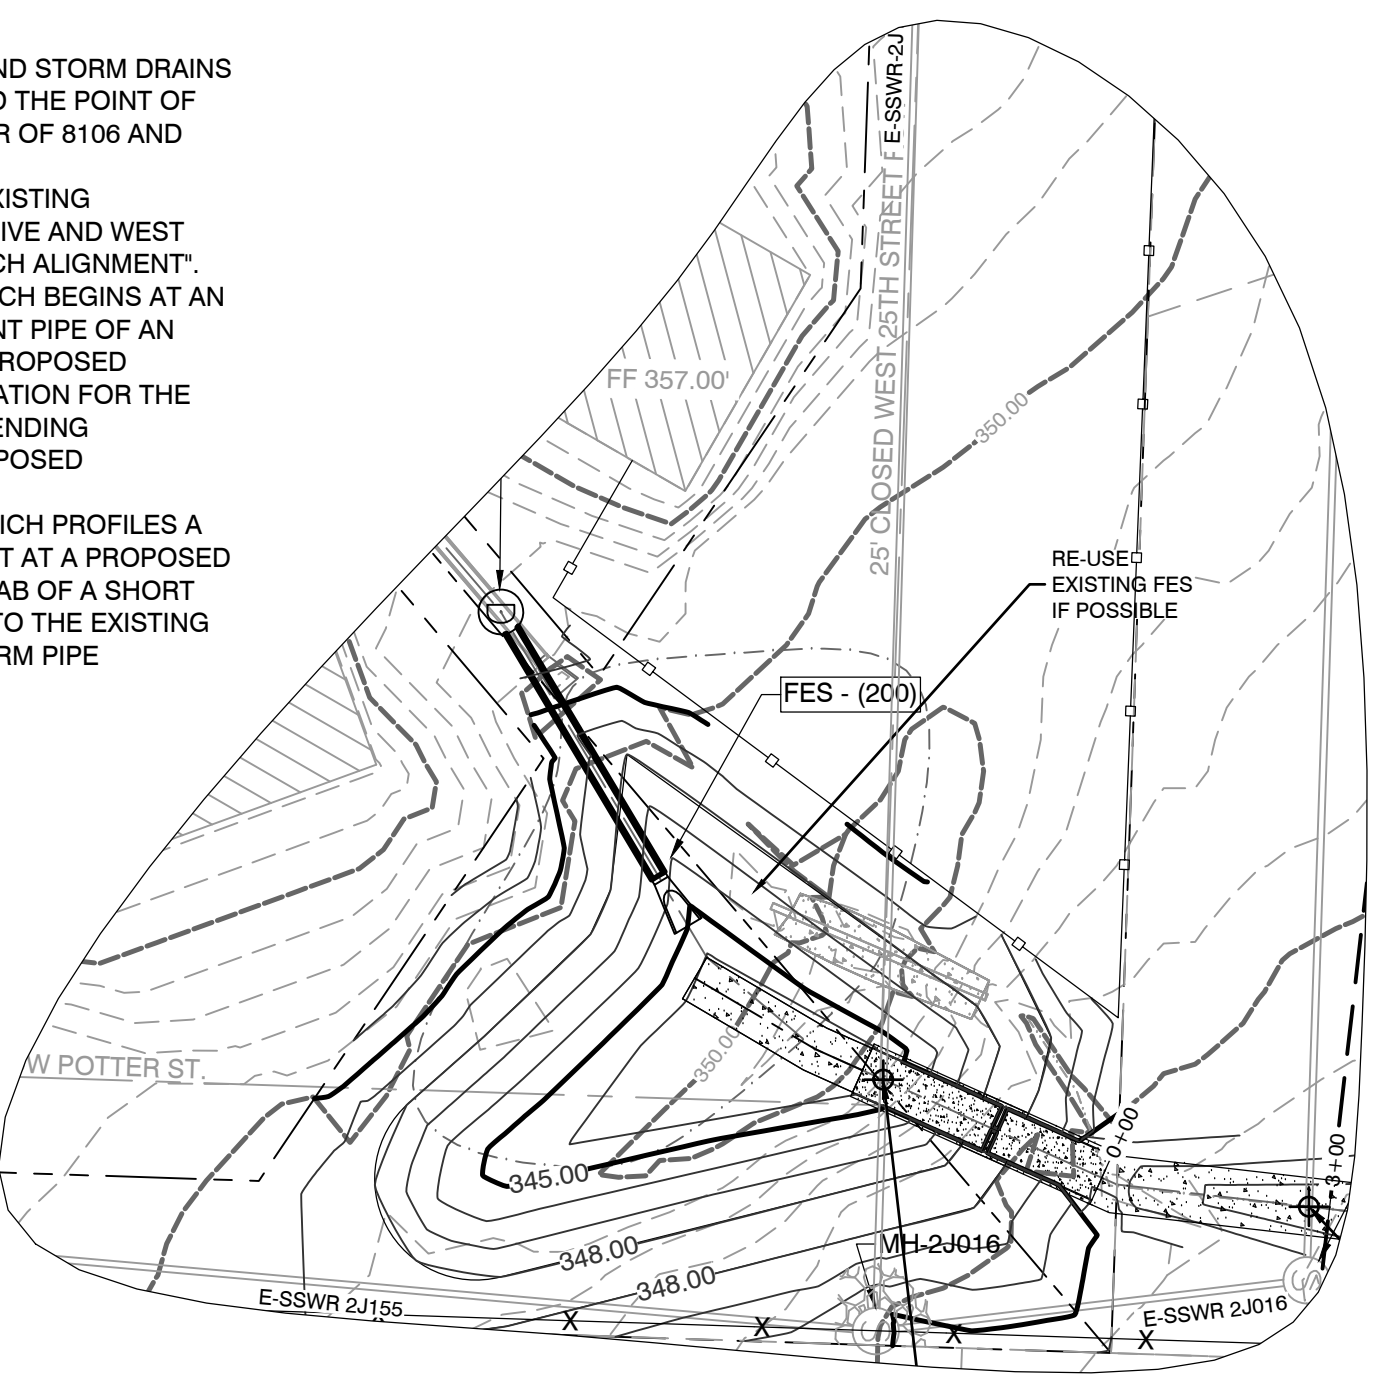 ND STORM DRAINS
O THE POINT OF
R OF 8106 AND
XISTING
IVE AND WEST
CH ALIGNMENT".
CH BEGINS AT AN
NT PIPE OF AN
ROPOSED
ATION FOR THE
ENDING
POSED
ICH PROFILES A
T AT A PROPOSED
AB OF A SHORT
TO THE EXISTING
RM PIPE
E-SSWR-2J
25' CLOSED WEST 25TH STREET
FF 357.00'
350.00
RE-USE
EXISTING FES
IF POSSIBLE
FES - (200)
350.00
W POTTER ST.
0+00
3+00
345.00
348.00
348.00
MH-2J016
E-SSWR 2J155
E-SSWR 2J016
X
X
X
X
S
S